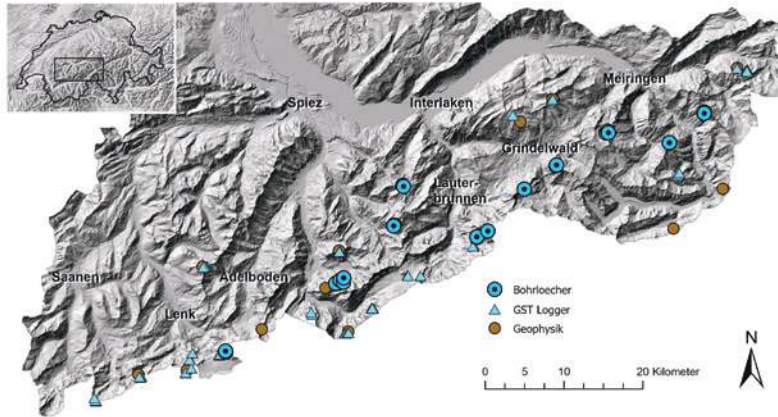 Meiringen
Spiez
Interlaken
Grindelwald
Lauter-
brunnen
Saanen
Adelboden
Lenk
Bohrloecher
GST Logger
Geophysik
N
0 5 10 20 Kilometer